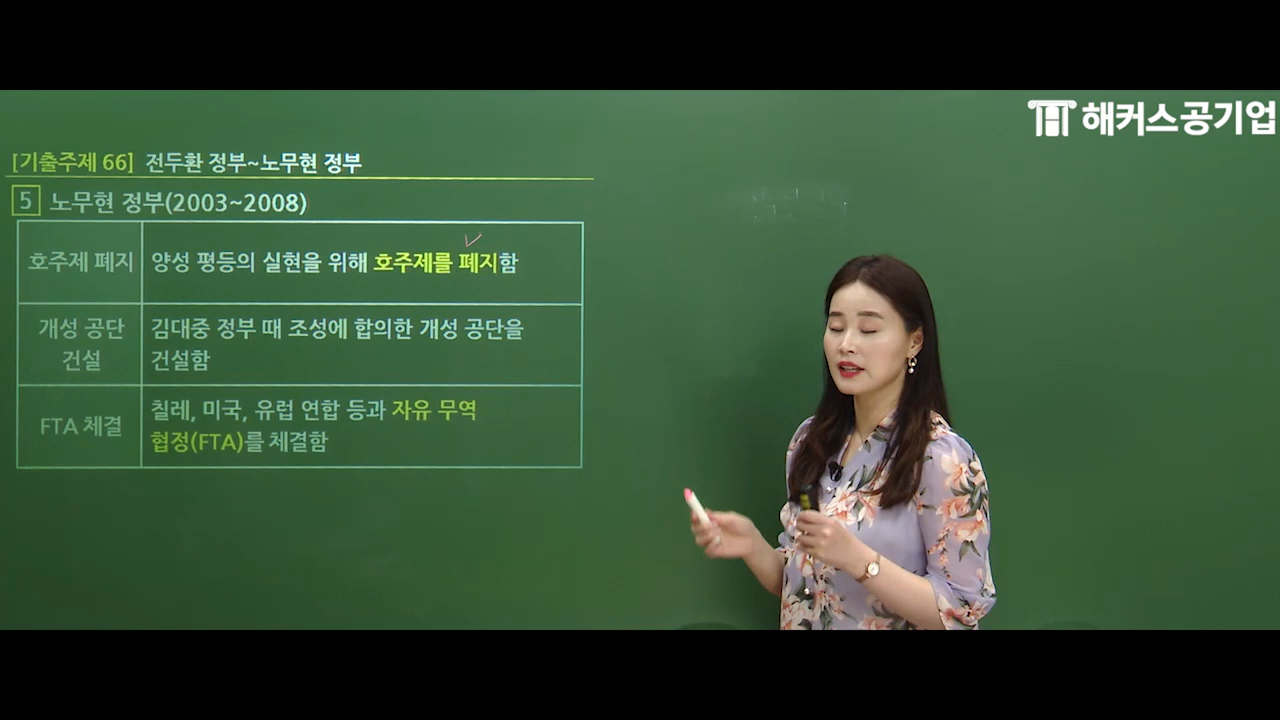 해커스공기업
[기출주제 66] 전두환 정부~노무현 정부
5 노무현 정부(2003~2008)
호주제 폐지
양성 평등의 실현을 위해 호주제를 폐지함
개성 공단
건설
김대중 정부 때 조성에 합의한 개성 공단을
건설함
FTA 체결
칠레, 미국, 유럽 연합 등과 자유 무역
협정(FTA)를 체결함